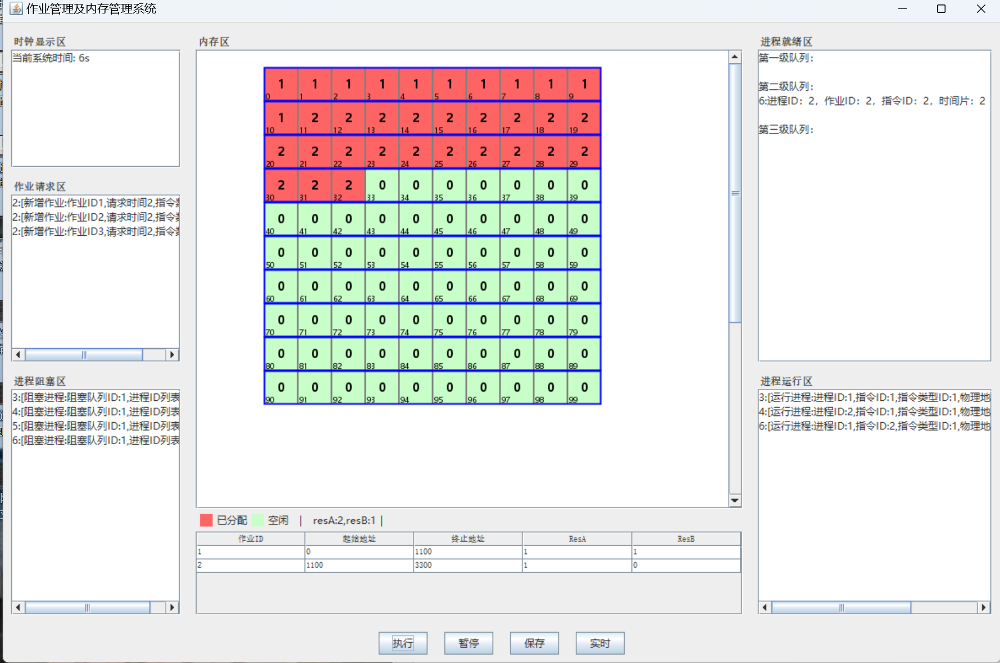 作业管理及内存管理系统
时钟显示区
当前系统时间: 6s
作业请求区
2:[新增作业:作业ID1,请求时间2,指令
2:[新增作业:作业ID2,请求时间2,指令
2:[新增作业:作业ID3,请求时间2,指令
进程阻塞区
3:[阻塞进程:阻塞队列ID:1,进程ID列表
4:[阻塞进程:阻塞队列ID:1,进程ID列表
5:[阻塞进程:阻塞队列ID:1,进程ID列表
6:[阻塞进程:阻塞队列ID:1,进程ID列表
内存区
1 1 1 1 1 1 1 1 1 1
0 1 2 3 4 5 6 7 8 9
1 2 2 2 2 2 2 2 2 2
10 11 12 13 14 15 16 17 18 19
2 2 2 2 2 2 2 2 2 2
20 21 22 23 24 25 26 27 28 29
2 2 2 0 0 0 0 0 0 0
30 31 32 33 34 35 36 37 38 39
0 0 0 0 0 0 0 0 0 0
40 41 42 43 44 45 46 47 48 49
0 0 0 0 0 0 0 0 0 0
50 51 52 53 54 55 56 57 58 59
0 0 0 0 0 0 0 0 0 0
60 61 62 63 64 65 66 67 68 69
0 0 0 0 0 0 0 0 0 0
70 71 72 73 74 75 76 77 78 79
0 0 0 0 0 0 0 0 0 0
80 81 82 83 84 85 86 87 88 89
0 0 0 0 0 0 0 0 0 0
90 91 92 93 94 95 96 97 98 99
已分配 空闲 | resA:2,resB:1 |
作业ID 起始地址 终止地址 ResA ResB
1 0 1100 1 1
2 1100 3300 1 0
进程就绪区
第一级队列：
第二级队列：
6:进程ID：2，作业ID：2，指令ID：2，时间片：2
第三级队列：
进程运行区
3:[运行进程:进程ID:1,指令ID:1,指令类型ID:1,物理地
4:[运行进程:进程ID:2,指令ID:1,指令类型ID:1,物理地
6:[运行进程:进程ID:1,指令ID:2,指令类型ID:1,物理地
执行 暂停 保存 实时